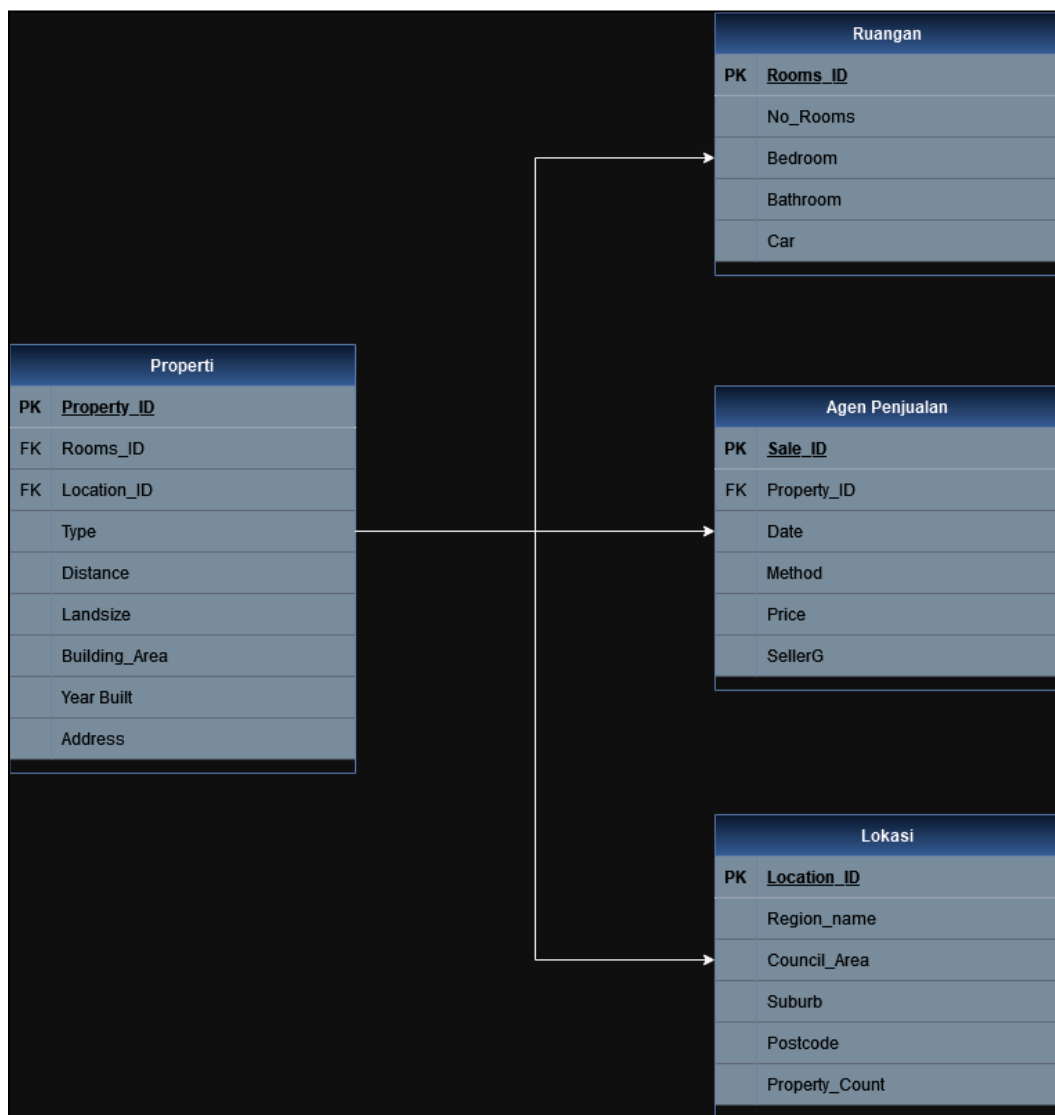 Ruangan
PK Rooms_ID
No_Rooms
Bedroom
Bathroom
Car
Properti
PK Property_ID
FK Rooms_ID
FK Location_ID
Type
Distance
Landsize
Building_Area
Year Built
Address
Agen Penjualan
PK Sale_ID
FK Property_ID
Date
Method
Price
SellerG
Lokasi
PK Location_ID
Region_name
Council_Area
Suburb
Postcode
Property_Count